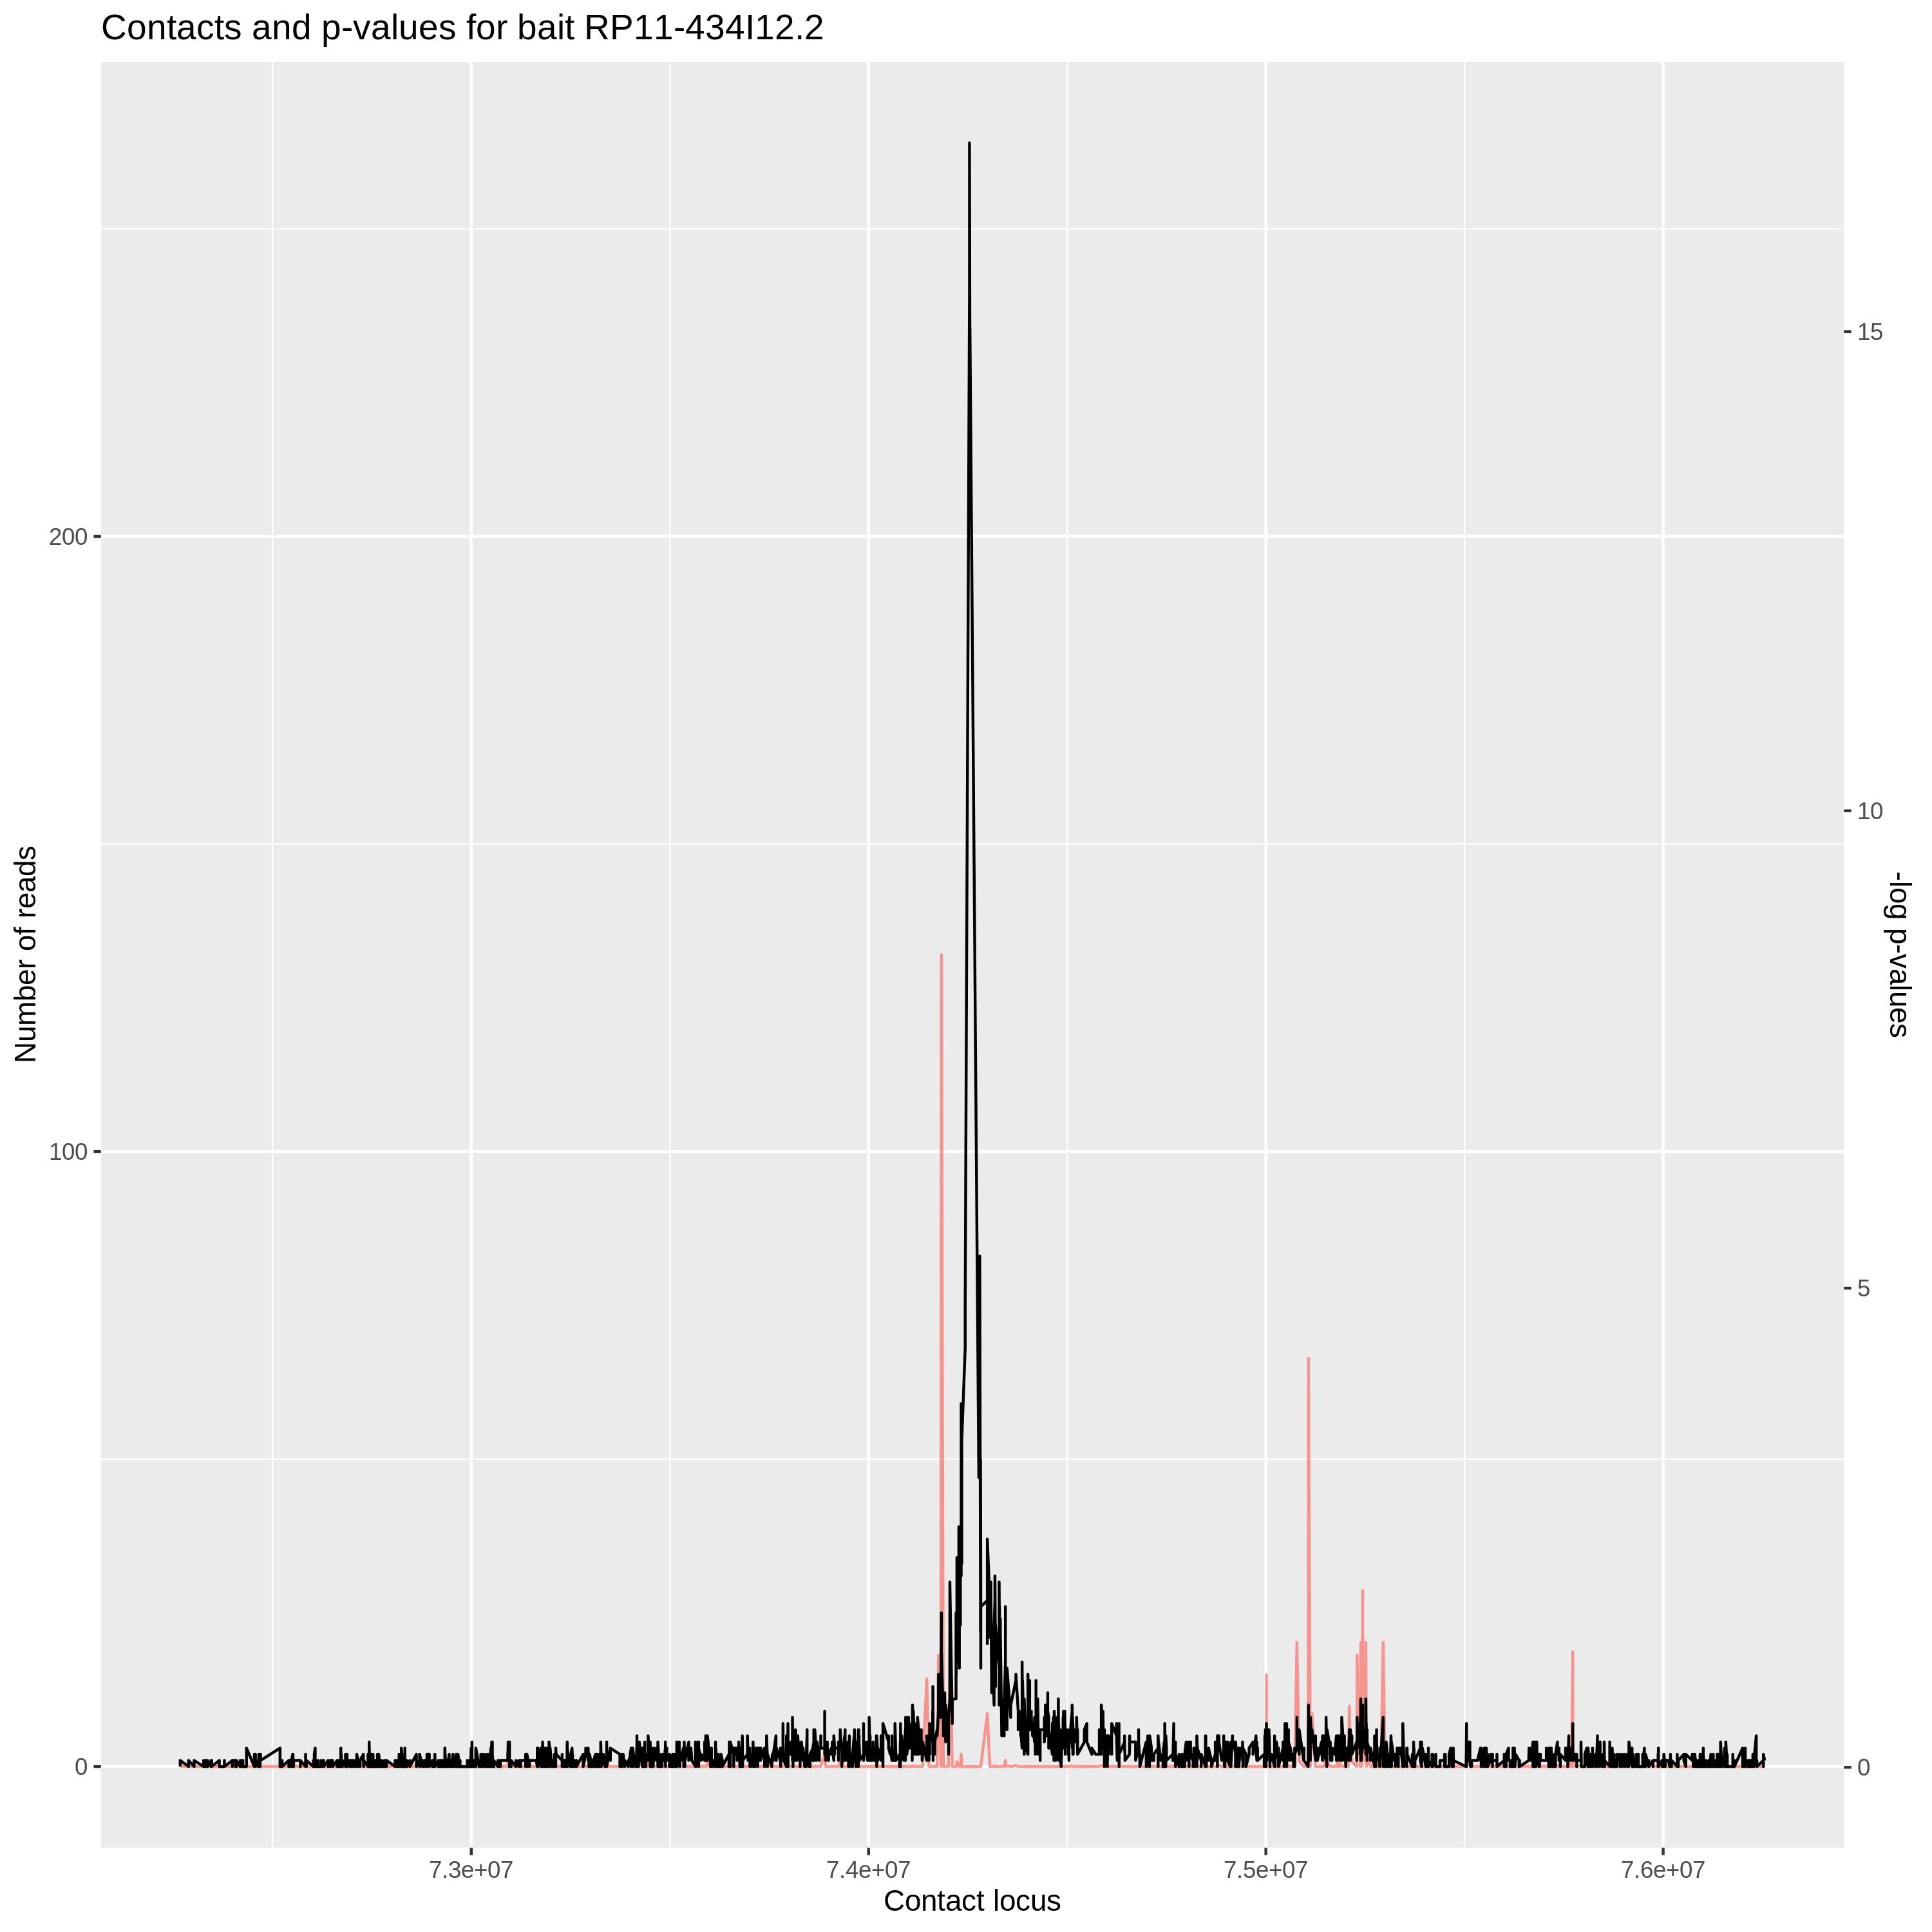 Contacts and p-values for bait RP11-434I12.2
200
100
0
Number of reads
15
10
5
0
-log p-values
7.3e+07
7.4e+07
7.5e+07
7.6e+07
Contact locus